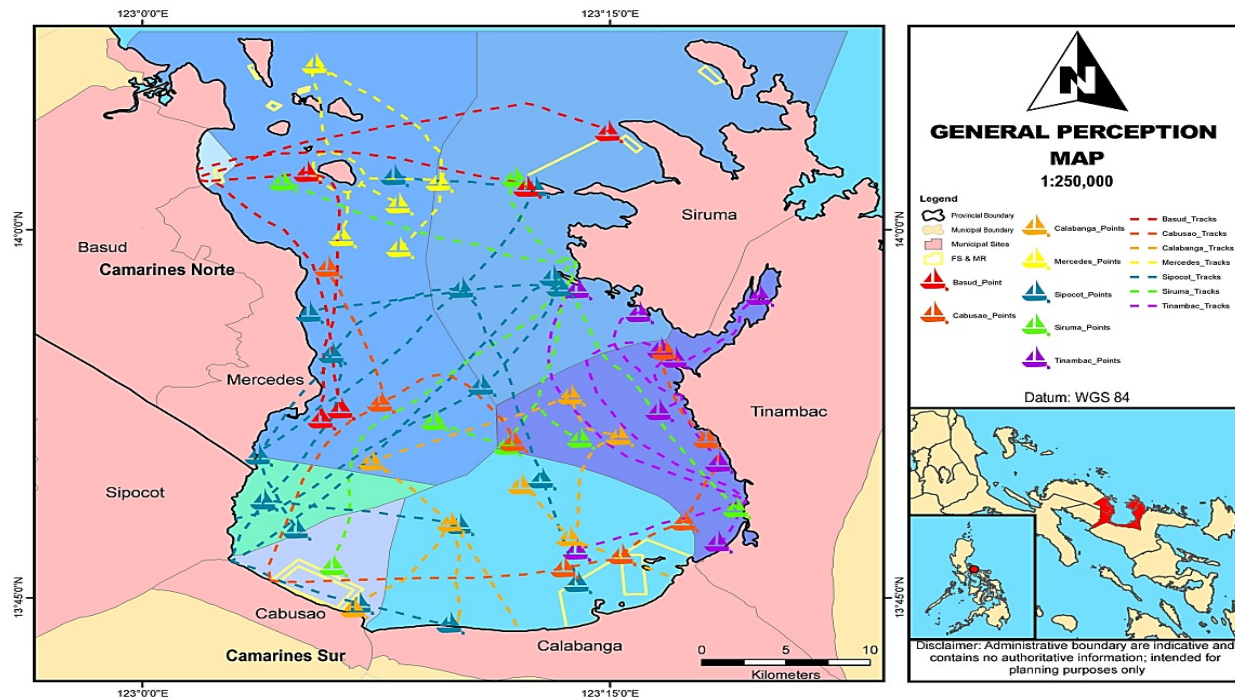 123°0'0"E
123°15'0"E
14°0'0"N
14°0'0"N
13°45'0"N
13°45'0"N
Basud
Camarines Norte
Siruma
Mercedes
Tinambac
Sipocot
Cabusao
Calabanga
Camarines Sur
0
5
10
Kilometers
123°0'0"E
123°15'0"E
N
GENERAL PERCEPTION
MAP
1:250,000
Legend
Provincial Boundary
Municipal Boundary
Municipal Sites
FS & MR
Basud_Point
Cabusao_Points
Calabanga_Points
Mercedes_Points
Sipocot_Points
Siruma_Points
Tinambac_Points
Basud_Tracks
Cabusao_Tracks
Calabanga_Tracks
Mercedes_Tracks
Sipocot_Tracks
Siruma_Tracks
Tinambac_Tracks
Datum: WGS 84
Disclaimer: Administrative boundary are indicative and
contains no authoritative information; intended for
planning purposes only